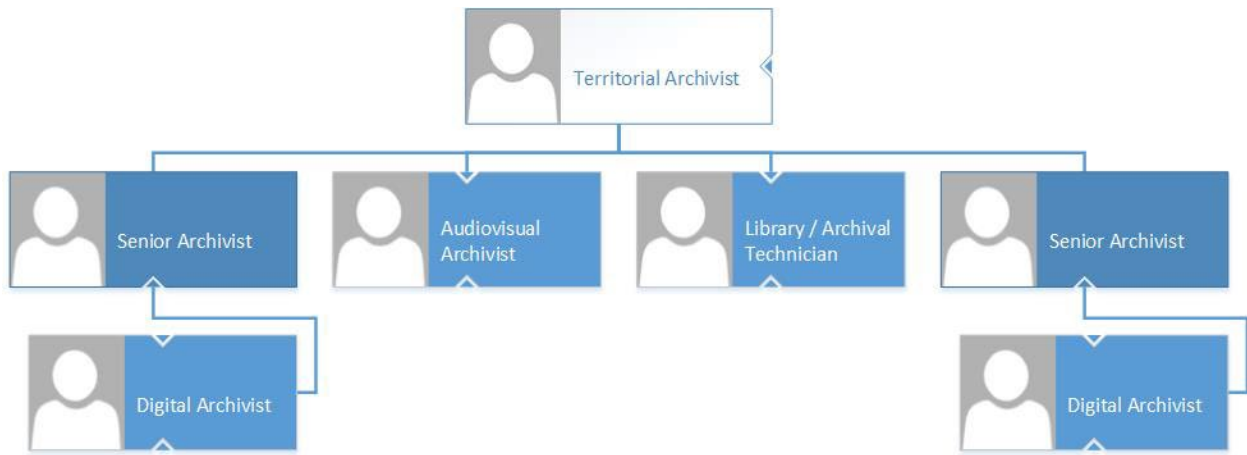 Territorial Archivist
Senior Archivist
Audiovisual
Archivist
Library / Archival
Technician
Senior Archivist
Digital Archivist
Digital Archivist